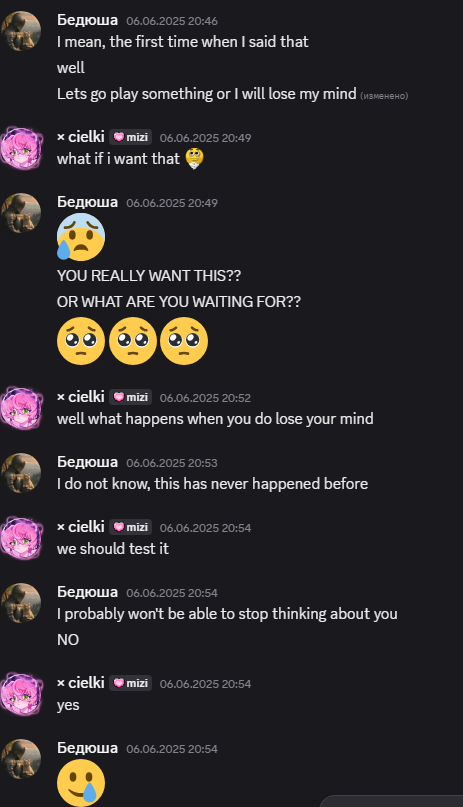 Бедюша 06.06.2025 20:46
I mean, the first time when I said that
well
Lets go play something or I will lose my mind (изменено)
× cielki mizi 06.06.2025 20:49
what if i want that
Бедюша 06.06.2025 20:49
YOU REALLY WANT THIS??
OR WHAT ARE YOU WAITING FOR??
× cielki mizi 06.06.2025 20:52
well what happens when you do lose your mind
Бедюша 06.06.2025 20:53
I do not know, this has never happened before
× cielki mizi 06.06.2025 20:54
we should test it
Бедюша 06.06.2025 20:54
I probably won't be able to stop thinking about you
NO
× cielki mizi 06.06.2025 20:54
yes
Бедюша 06.06.2025 20:54